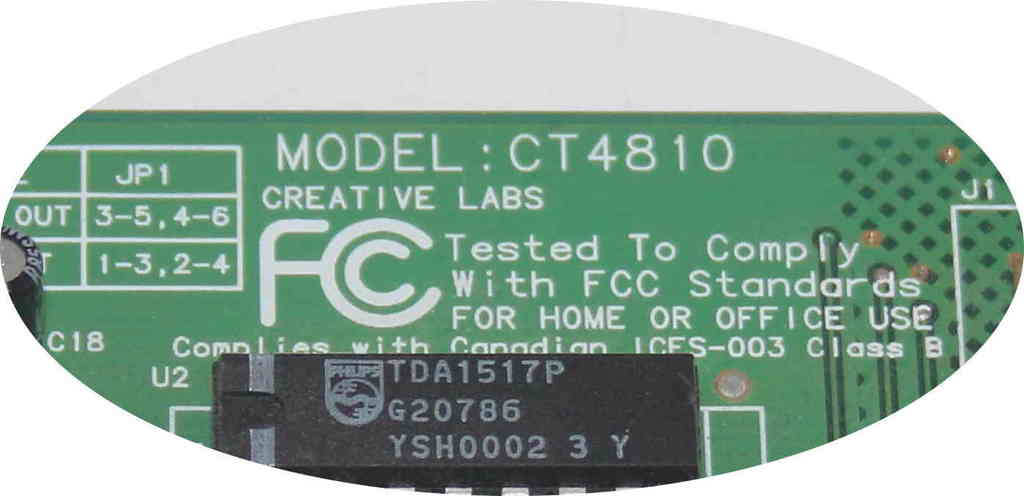 MODEL: CT4810
CREATIVE LABS
JP1
OUT 3-5,4-6
1-3,2-4
FC
Tested To Comply
With FCC Standards
FOR HOME OR OFFICE USE
Complies with Canadian ICES-003 Class B
J1
C18
U2
PHILIPS
TDA1517P
G20786
YSH0002 3 Y